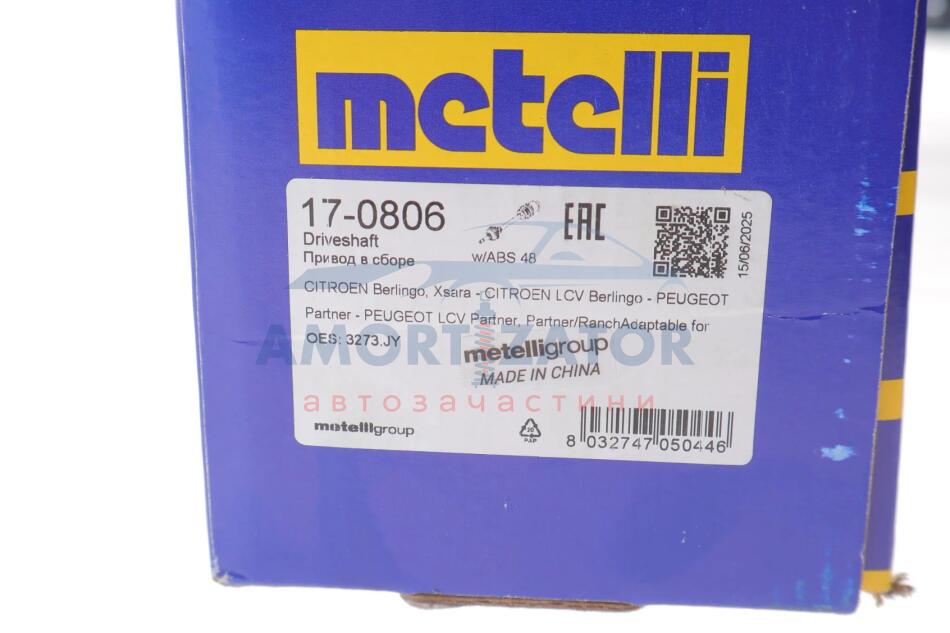 metelli
17-0806
Driveshaft
Привод в сборе
w/ABS 48
EAC
15/06/2025
CITROEN Berlingo, Xsara - CITROEN LCV Berlingo - PEUGEOT
Partner - PEUGEOT LCV Partner, Partner/RanchAdaptable for
OES: 3273.JY
AMORTIZATOR
автозачастини
metelligroup
MADE IN CHINA
metelligroup
20
PAP
8 032747 050446